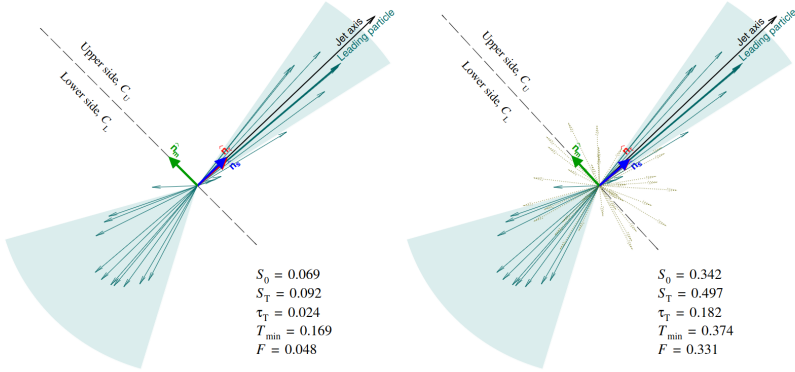 Jet axis
Leading particle
Upper side, C_U
Lower side, C_L
n̂_m
n_s
S_0 = 0.069
S_T = 0.092
τ_T = 0.024
T_min = 0.169
F = 0.048
Jet axis
Leading particle
Upper side, C_U
Lower side, C_L
n̂_m
n_s
S_0 = 0.342
S_T = 0.497
τ_T = 0.182
T_min = 0.374
F = 0.331